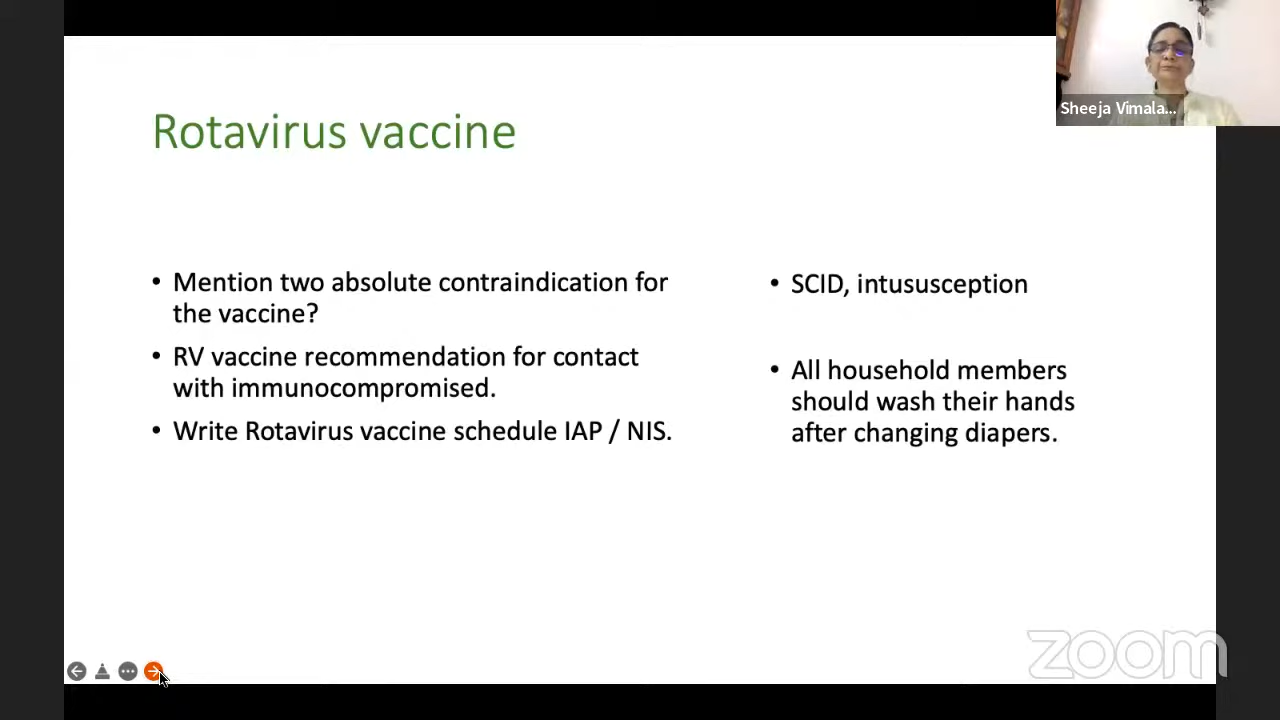 Sheeja Vimala...
Rotavirus vaccine
• Mention two absolute contraindication for
the vaccine?
• RV vaccine recommendation for contact
with immunocompromised.
• Write Rotavirus vaccine schedule IAP / NIS.
• SCID, intususception
• All household members
should wash their hands
after changing diapers.
zoom